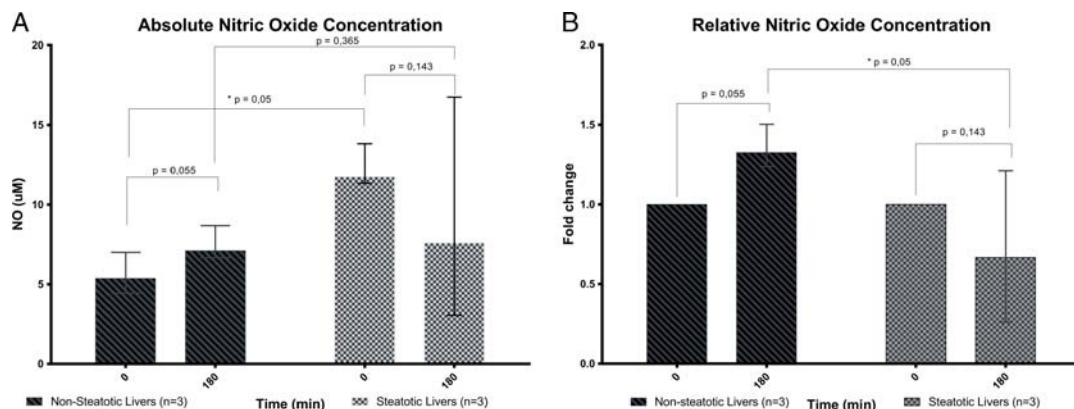 A
Absolute Nitric Oxide Concentration
20
15
10
5
0
NO (uM)
p = 0,365
p = 0,143
* p = 0,05
p = 0,055
0
180
0
180
Non-Steatotic Livers (n=3)
Time (min)
Steatotic Livers (n=3)
B
Relative Nitric Oxide Concentration
2.0
1.5
1.0
0.5
0.0
Fold change
* p = 0,05
p = 0,055
p = 0,143
0
180
0
180
Non-steatotic Livers (n=3)
Time (min)
Steatotic Livers (n=3)